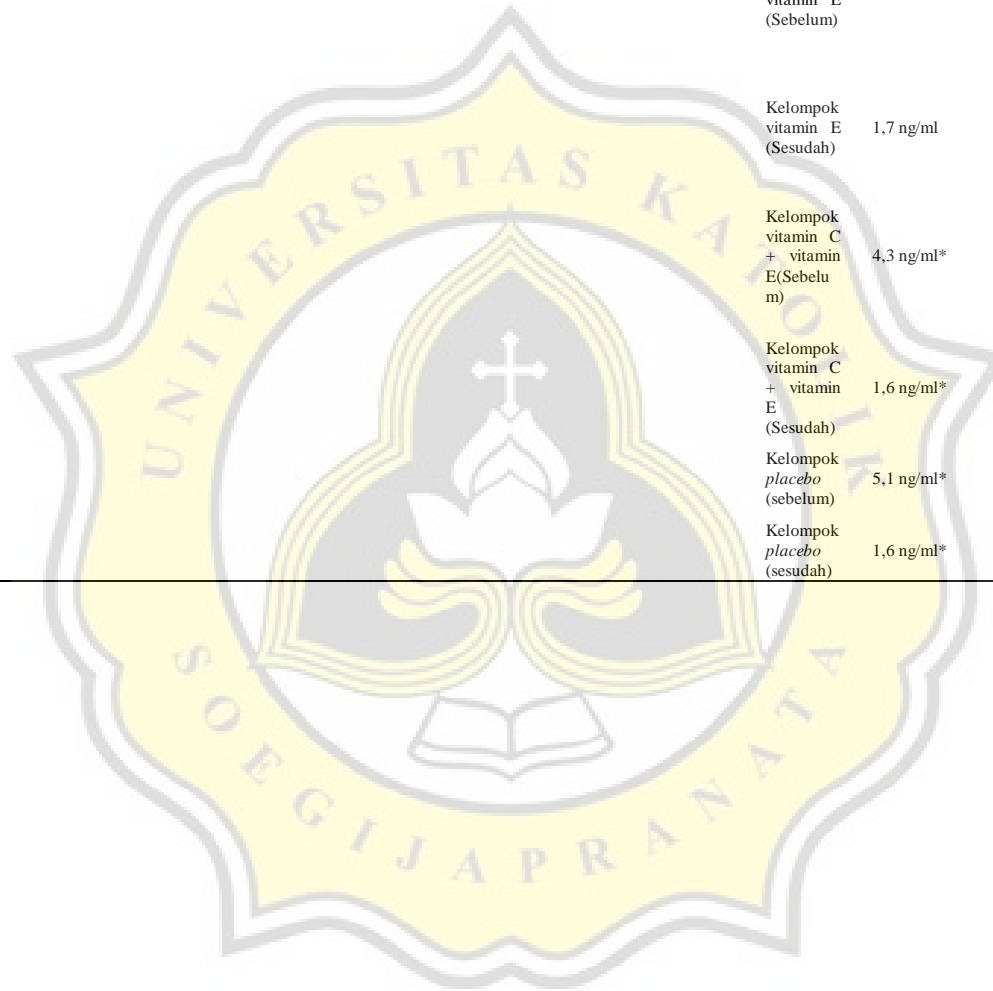 vitamin E
(Sebelum)
Kelompok
vitamin E
(Sesudah)
1,7 ng/ml
Kelompok
vitamin C
+ vitamin
E(Sebelu
m)
4,3 ng/ml*
Kelompok
vitamin C
+ vitamin
E
(Sesudah)
1,6 ng/ml*
Kelompok
placebo
(sebelum)
5,1 ng/ml*
Kelompok
placebo
(sesudah)
1,6 ng/ml*
UNIVERSITAS KATOLIK
SOEGIJAPRANATA